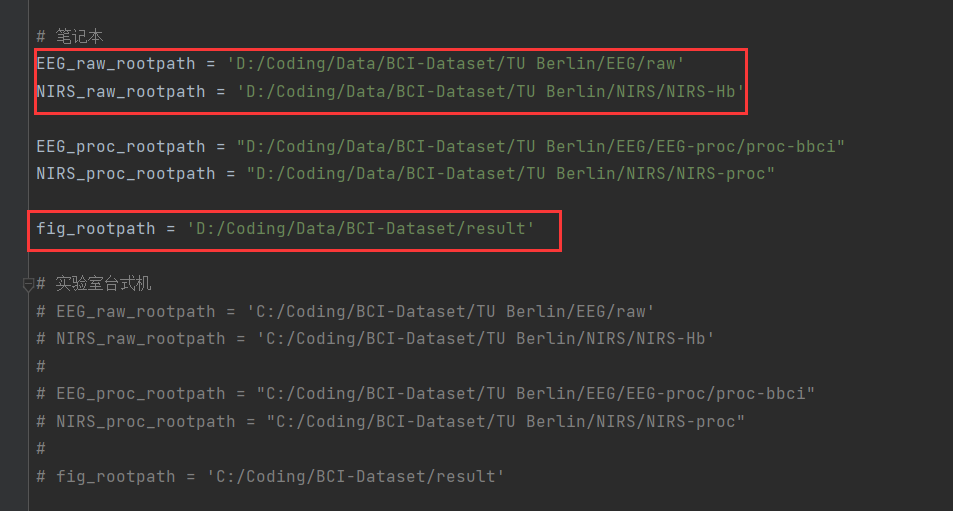 # 笔记本
EEG_raw_rootpath = 'D:/Coding/Data/BCI-Dataset/TU Berlin/EEG/raw'
NIRS_raw_rootpath = 'D:/Coding/Data/BCI-Dataset/TU Berlin/NIRS/NIRS-Hb'
EEG_proc_rootpath = "D:/Coding/Data/BCI-Dataset/TU Berlin/EEG/EEG-proc/proc-bbci"
NIRS_proc_rootpath = "D:/Coding/Data/BCI-Dataset/TU Berlin/NIRS/NIRS-proc"
fig_rootpath = 'D:/Coding/Data/BCI-Dataset/result'
# 实验室台式机
# EEG_raw_rootpath = 'C:/Coding/BCI-Dataset/TU Berlin/EEG/raw'
# NIRS_raw_rootpath = 'C:/Coding/BCI-Dataset/TU Berlin/NIRS/NIRS-Hb'
#
# EEG_proc_rootpath = "C:/Coding/BCI-Dataset/TU Berlin/EEG/EEG-proc/proc-bbci"
# NIRS_proc_rootpath = "C:/Coding/BCI-Dataset/TU Berlin/NIRS/NIRS-proc"
#
# fig_rootpath = 'C:/Coding/BCI-Dataset/result'